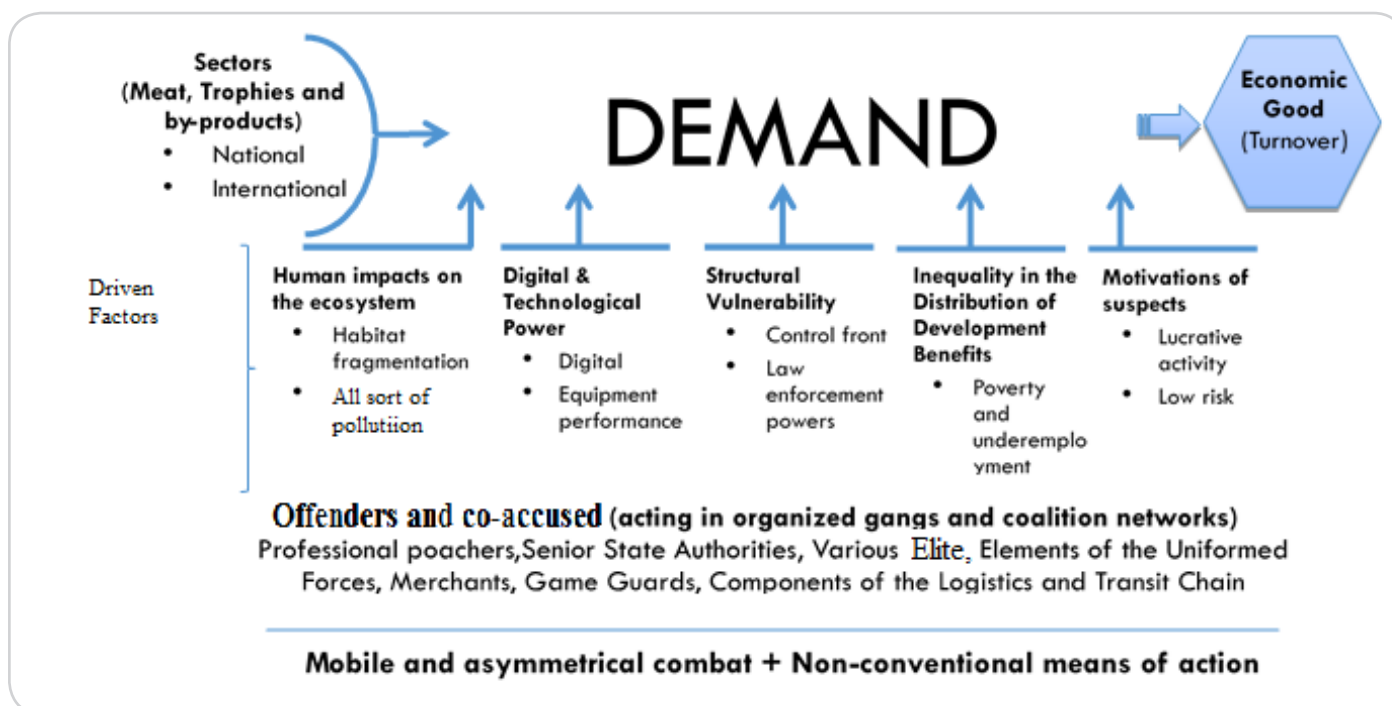 Sectors
(Meat, Trophies and
by-products)
• National
• International
DEMAND
Economic
Good
(Turnover)
Driven
Factors
Human impacts on
the ecosystem
• Habitat
fragmentation
• All sort of
pollutiion
Digital &
Technological
Power
• Digital
• Equipment
performance
Structural
Vulnerability
• Control front
• Law
enforcement
powers
Inequality in the
Distribution of
Development
Benefits
• Poverty
and
underemplo
yment
Motivations of
suspects
• Lucrative
activity
• Low risk
Offenders and co-accused (acting in organized gangs and coalition networks)
Professional poachers,Senior State Authorities, Various Elite, Elements of the Uniformed
Forces, Merchants, Game Guards, Components of the Logistics and Transit Chain
Mobile and asymmetrical combat + Non-conventional means of action